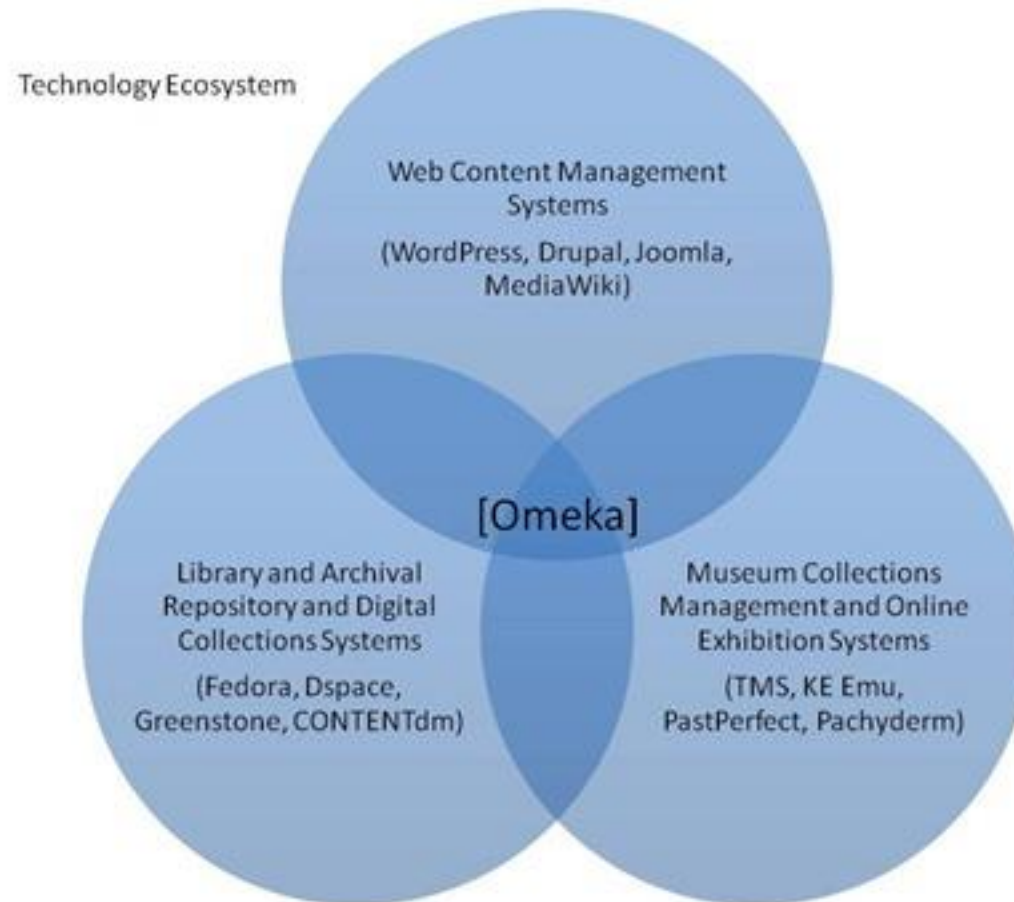 Technology Ecosystem
Web Content Management
Systems
(WordPress, Drupal, Joomla,
MediaWiki)
[Omeka]
Library and Archival
Repository and Digital
Collections Systems
(Fedora, Dspace,
Greenstone, CONTENTdm)
Museum Collections
Management and Online
Exhibition Systems
(TMS, KE Emu,
PastPerfect, Pachyderm)